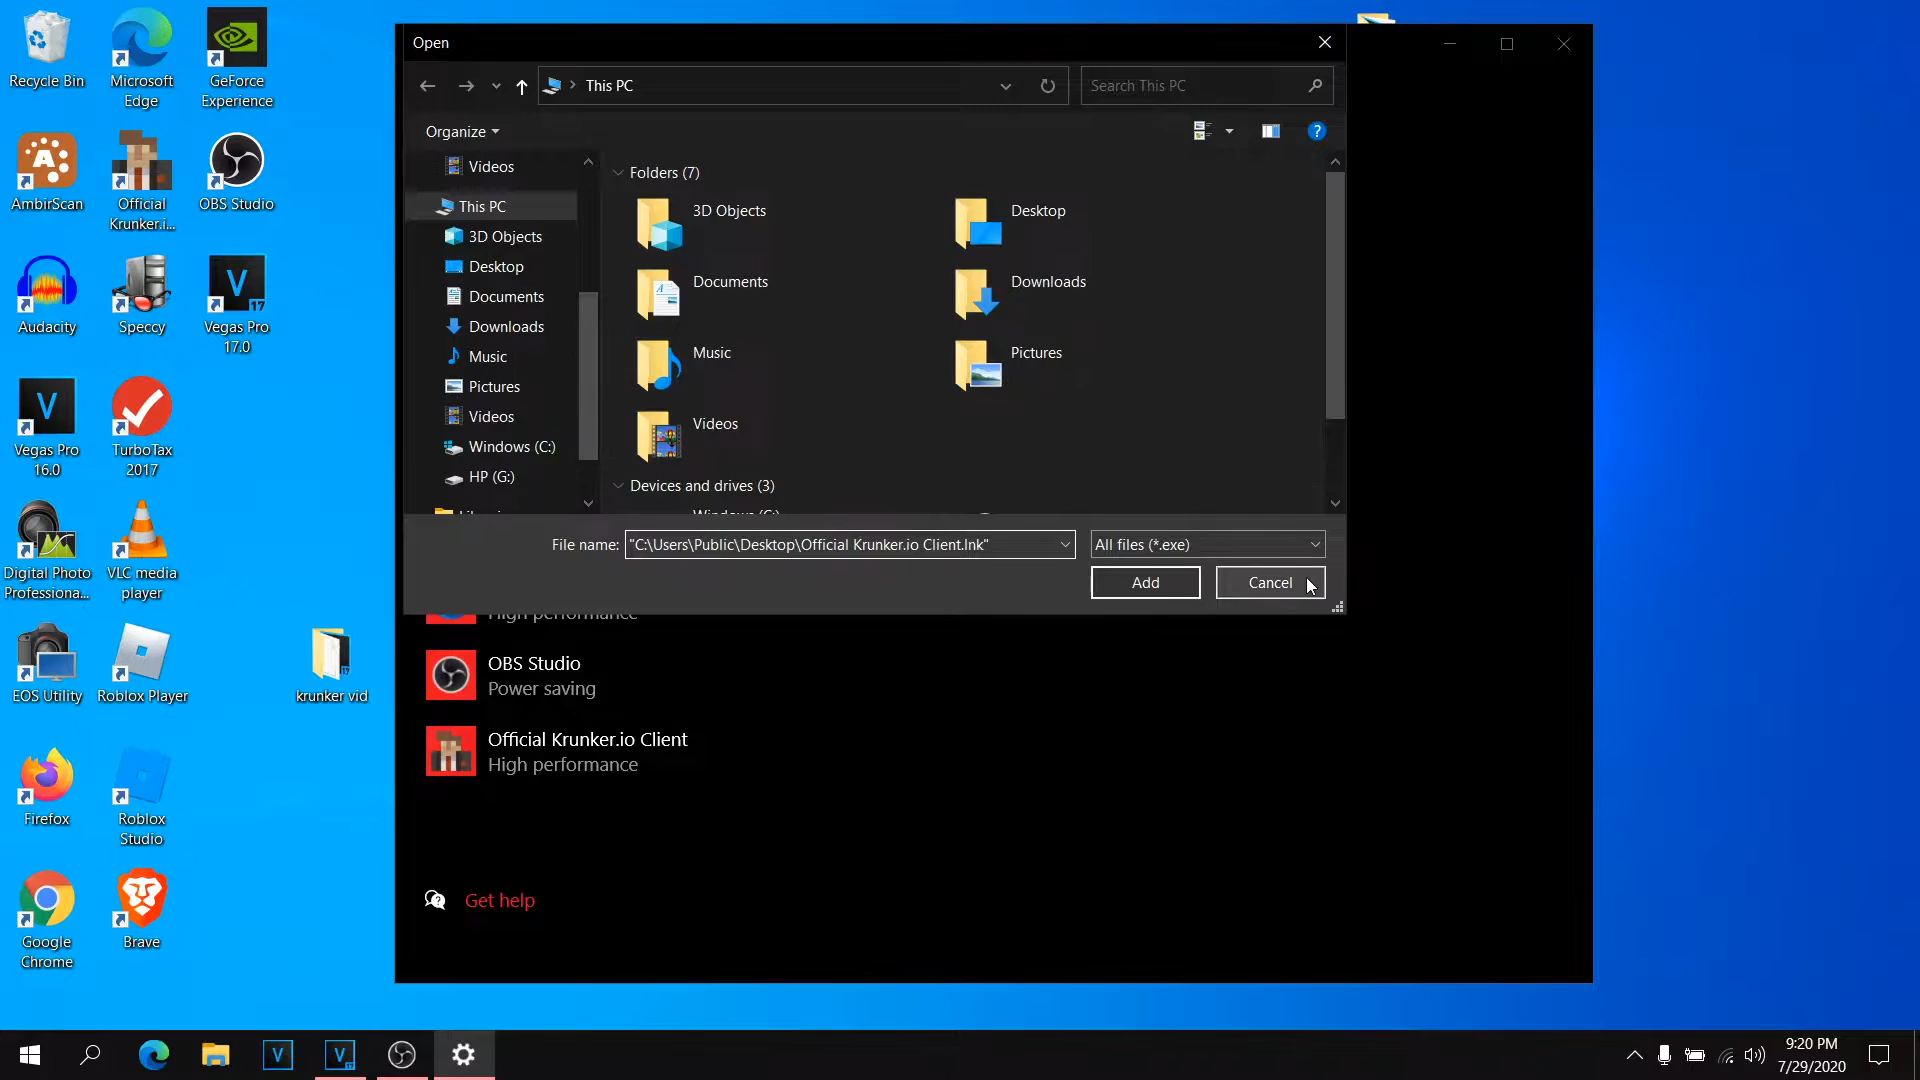 Recycle Bin
Microsoft
Edge
GeForce
Experience
AmbirScan
Official
Krunker.i...
OBS Studio
Audacity
Speccy
Vegas Pro
17.0
Vegas Pro
16.0
TurboTax
2017
Digital Photo
Professiona...
VLC media
player
EOS Utility
Roblox Player
krunker vid
Firefox
Roblox
Studio
Google
Chrome
Brave
Open
This PC
Search This PC
Organize
Videos
This PC
3D Objects
Desktop
Documents
Downloads
Music
Pictures
Videos
Windows (C:)
HP (G:)
Folders (7)
3D Objects
Desktop
Documents
Downloads
Music
Pictures
Videos
Devices and drives (3)
Windows (C:)
File name:
"C:\Users\Public\Desktop\Official Krunker.io Client.lnk"
All files (*.exe)
Add
Cancel
High performance
OBS Studio
Power saving
Official Krunker.io Client
High performance
Get help
9:20 PM
7/29/2020